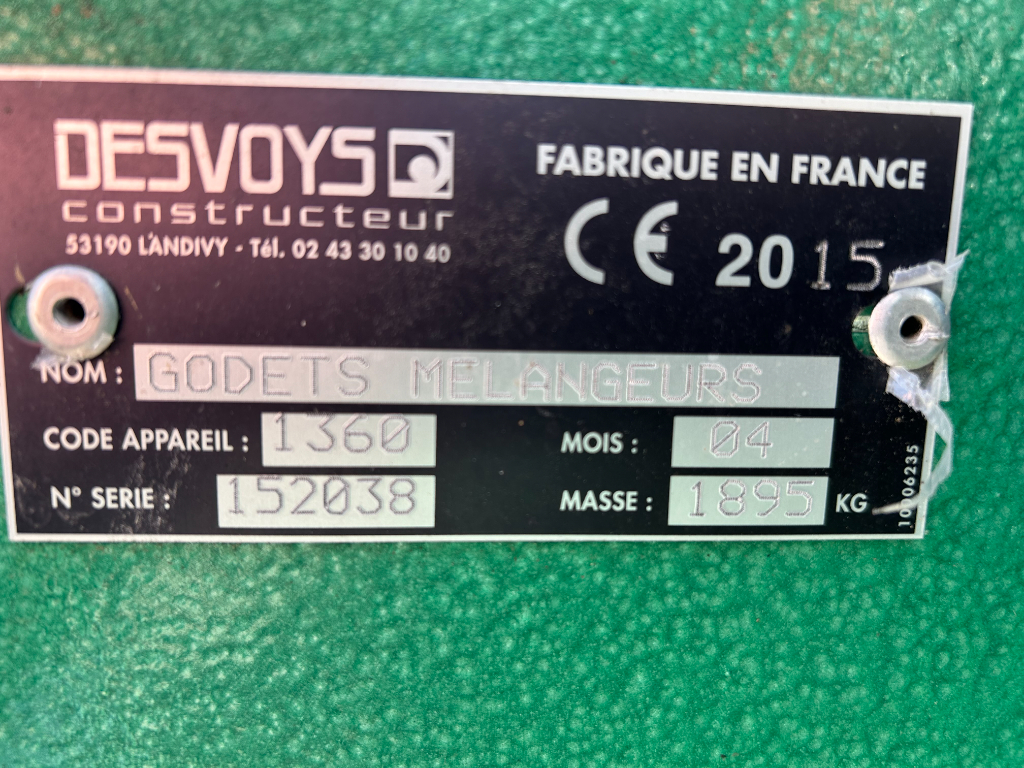 DESVOYS
constructeur
53190 LANDIVY - Tél. 02 43 30 10 40
FABRIQUE EN FRANCE
CE 2015
NOM : GODETS MELANGEURS
CODE APPAREIL : 1360
MOIS : 04
N° SERIE : 152038
MASSE : 1895 KG
10006235